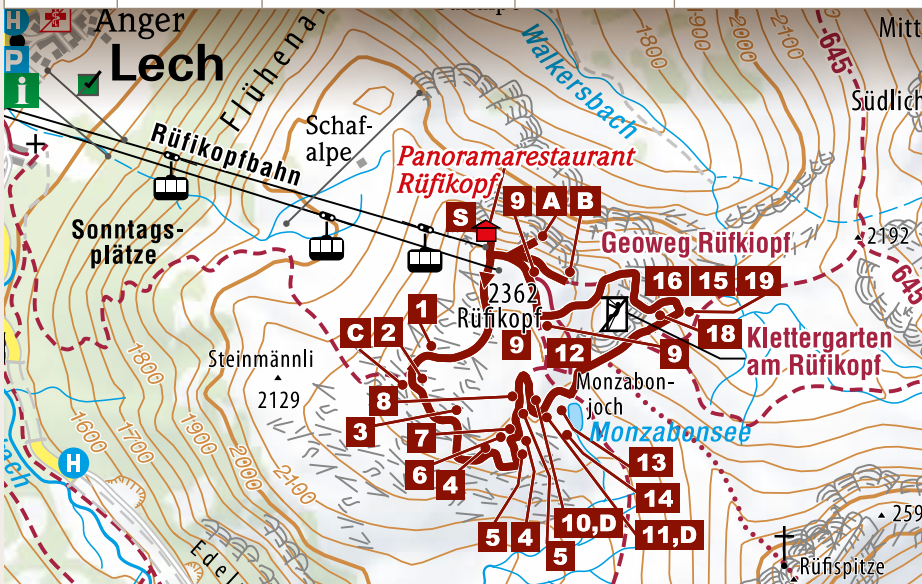 H
Anger
P
i
Lech
Flühena
Walkersbach
1800
1900
2000
2100
-645
Mitt
Südlich
Schaf-
alpe
Rüfikopfbahn
Panoramarestaurant
Rüfikopf
S
9
A
B
Sonntags-
plätze
Geoweg Rüfkiopf
2192
645
16
15
19
2362
Rüfikopf
1
C
2
9
12
9
18
Klettergarten
am Rüfikopf
Steinmännli
2129
8
3
7
6
4
Monzabon-
joch
Monzabonsee
13
14
5
4
10,D
5
11,D
1800
1600
1700
1900
2000
2100
H
ech
Edel
259
Rüfispitze